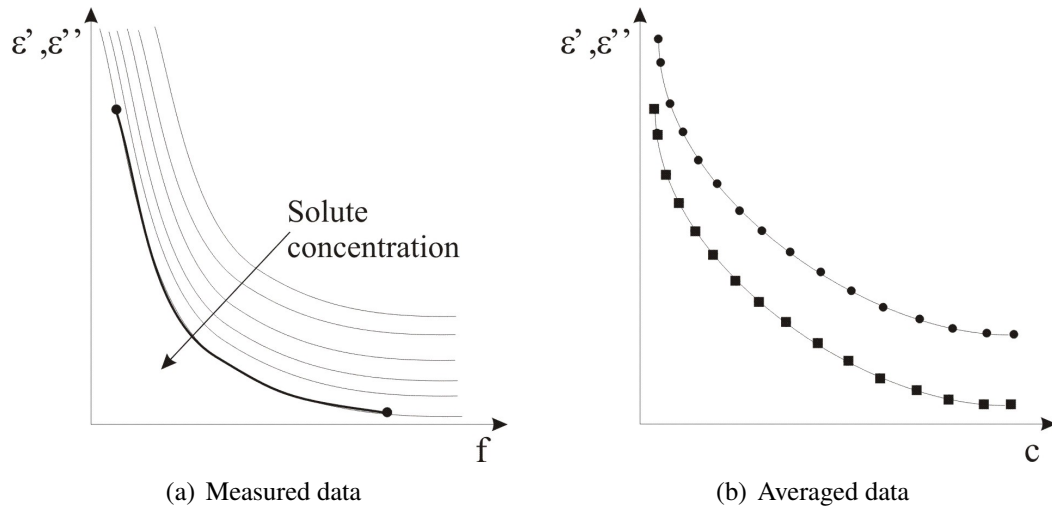 ε’,ε’’
Solute
concentration
f
(a) Measured data
ε’,ε’’
c
(b) Averaged data